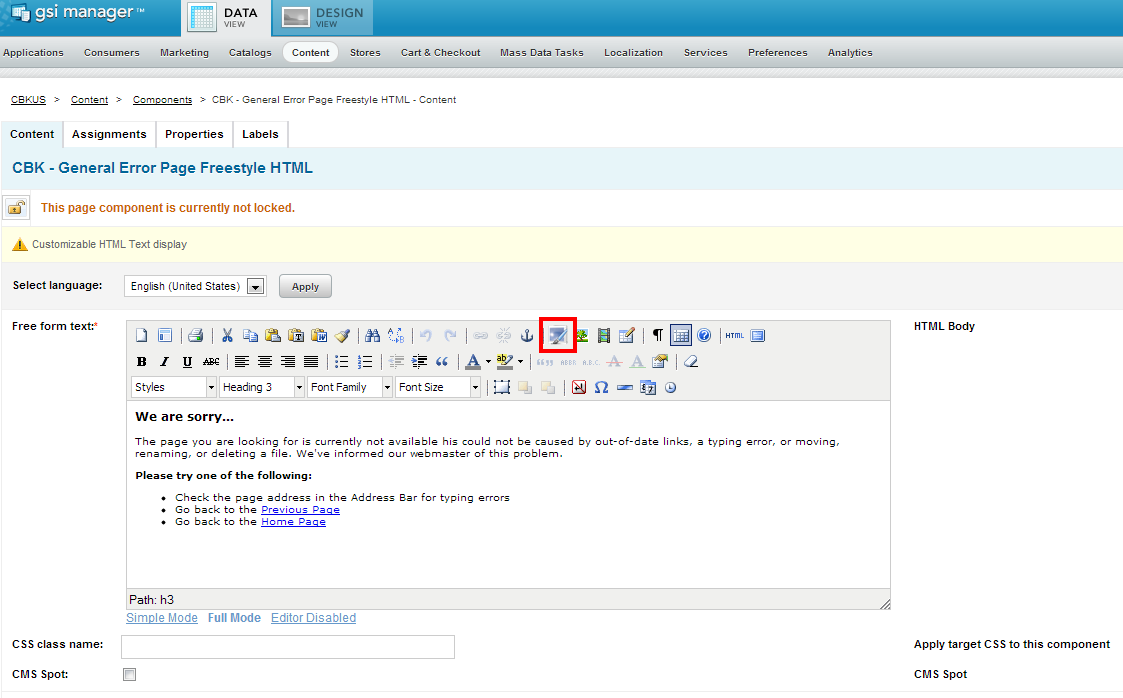 gsi manager™
DATA
VIEW
DESIGN
VIEW
Applications Consumers Marketing Catalogs Content Stores Cart & Checkout Mass Data Tasks Localization Services Preferences Analytics
CBKUS > Content > Components > CBK - General Error Page Freestyle HTML - Content
Content Assignments Properties Labels
CBK - General Error Page Freestyle HTML
This page component is currently not locked.
Customizable HTML Text display
Select language: English (United States) Apply
Free form text:* HTML Body
HTML
B I U ABC A ab
Styles Heading 3 Font Family Font Size
We are sorry...
The page you are looking for is currently not available his could not be caused by out-of-date links, a typing error, or moving,
renaming, or deleting a file. We've informed our webmaster of this problem.
Please try one of the following:
• Check the page address in the Address Bar for typing errors
• Go back to the Previous Page
• Go back to the Home Page
Path: h3
Simple Mode Full Mode Editor Disabled
CSS class name: Apply target CSS to this component
CMS Spot: CMS Spot